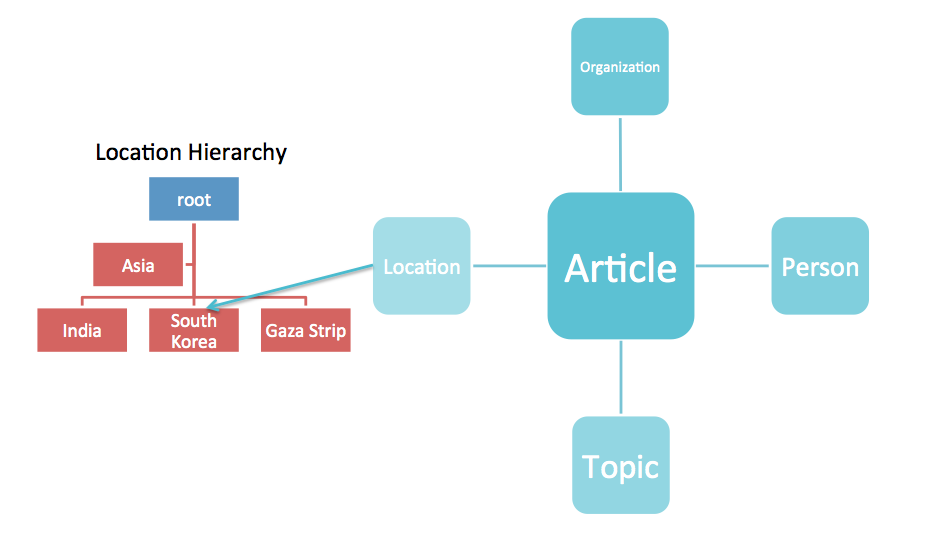 Organization
Location Hierarchy
root
Asia
Location
Article
Person
India
South
Korea
Gaza Strip
Topic